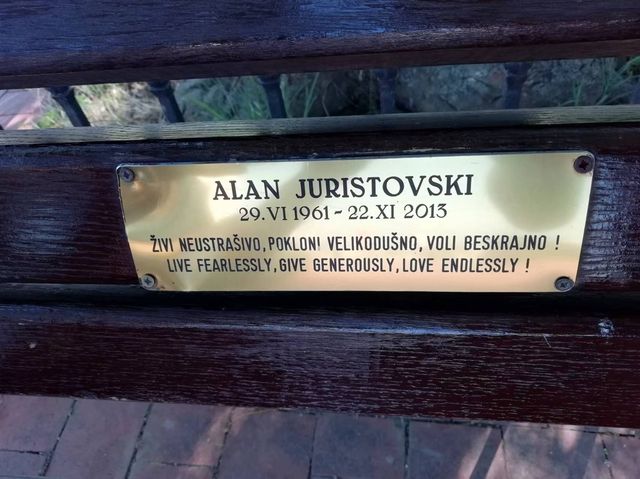 ALAN JURISTOVSKI
29.VI 1961 - 22.XI 2013
ŽIVI NEUSTRAŠIVO, POKLONI VELIKODUŠNO, VOLI BESKRAJNO !
LIVE FEARLESSLY, GIVE GENEROUSLY, LOVE ENDLESSLY !